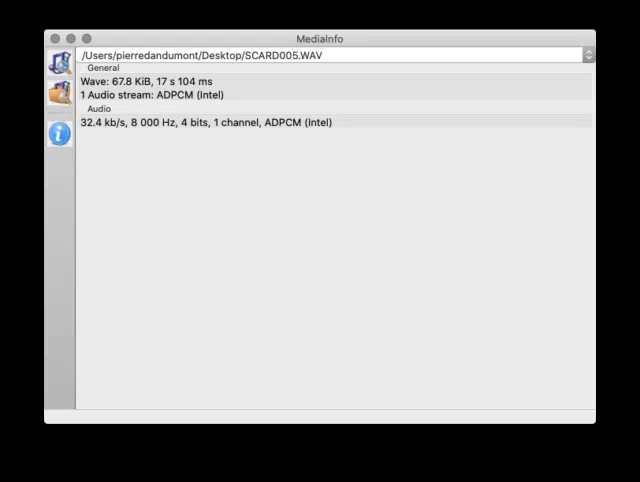 MediaInfo
/Users/pierredandumont/Desktop/SCARD005.WAV
General
Wave: 67.8 KiB, 17 s 104 ms
1 Audio stream: ADPCM (Intel)
Audio
32.4 kb/s, 8 000 Hz, 4 bits, 1 channel, ADPCM (Intel)